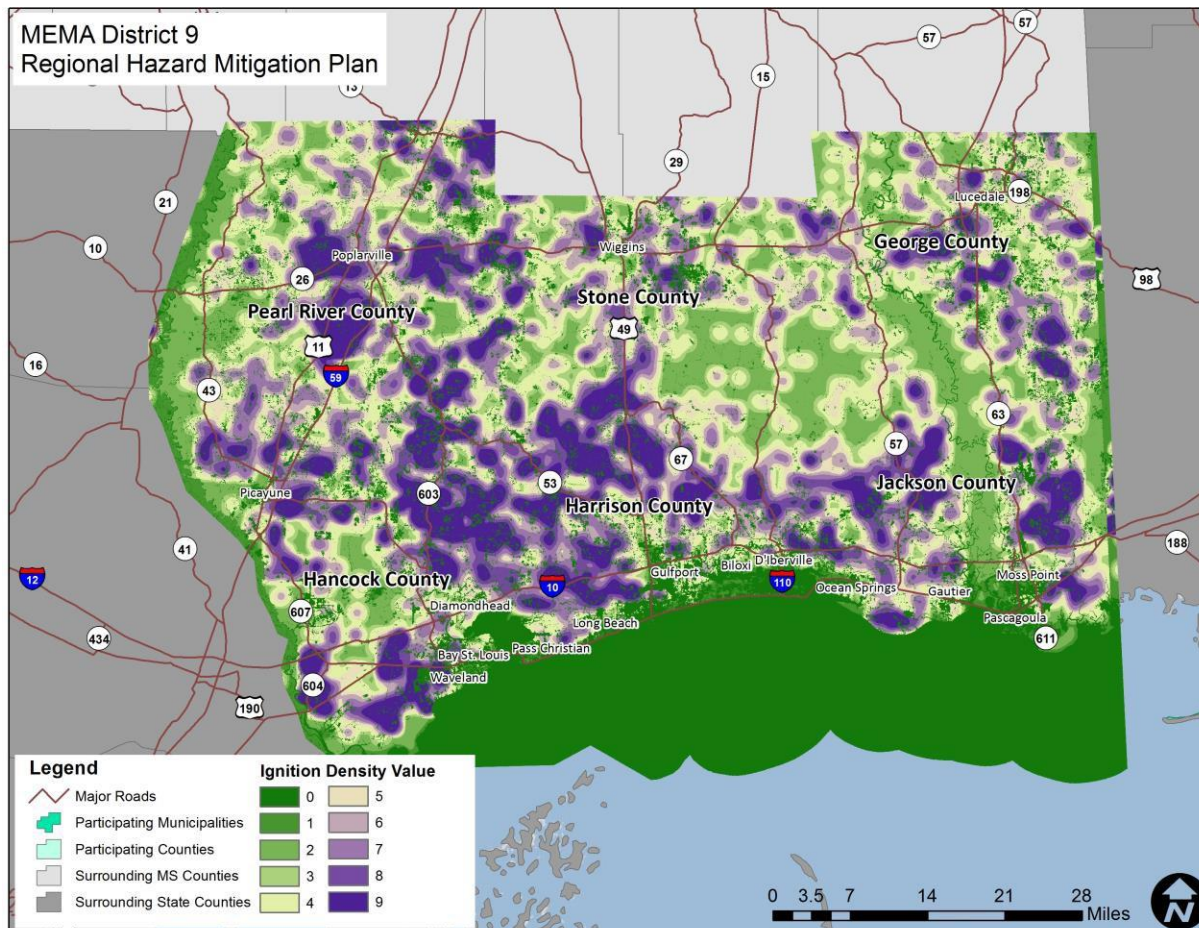 MEMA District 9
Regional Hazard Mitigation Plan
57
57
13
15
29
21
Lucedale
198
10
Wiggins
George County
Poplarville
26
98
Pearl River County
Stone County
11
49
16
59
43
63
57
67
Jackson County
Picayune
603
53
Harrison County
41
188
12
Hancock County
10
Gulfport
Biloxi
D'Iberville
110
Moss Point
Ocean Springs
Gautier
607
Diamondhead
Pascagoula
Long Beach
611
434
Pass Christian
Bay St. Louis
Waveland
604
190
Legend
Major Roads
Participating Municipalities
Participating Counties
Surrounding MS Counties
Surrounding State Counties
Ignition Density Value
0
1
2
3
4
5
6
7
8
9
0 3.5 7 14 21 28
Miles
N